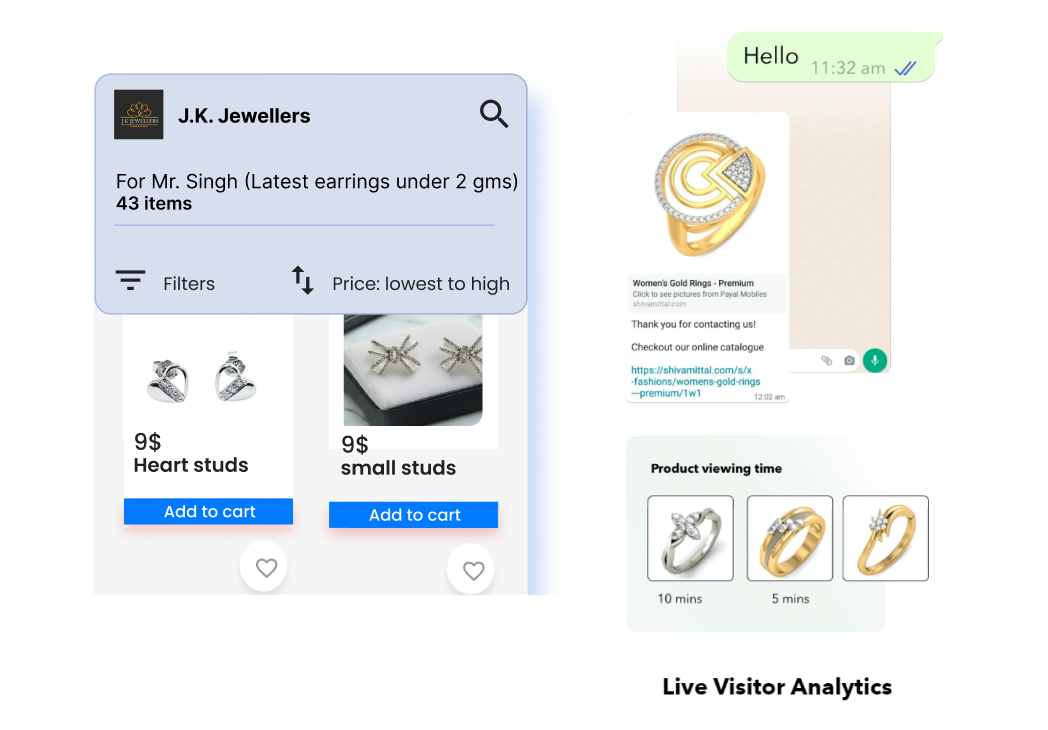 J.K. Jewellers
J K JEWELLERS
For Mr. Singh (Latest earrings under 2 gms)
43 items
Filters
Price: lowest to high
9$
Heart studs
Add to cart
9$
small studs
Add to cart
Hello
11:32 am
Women's Gold Rings - Premium
Click to see pictures from Payal Mobiles
shivamittal.com
Thank you for contacting us!
Checkout our online catalogue
https://shivamittal.com/s/x
-fashions/womens-gold-rings
—premium/1w1
12:02 am
Product viewing time
10 mins
5 mins
Live Visitor Analytics